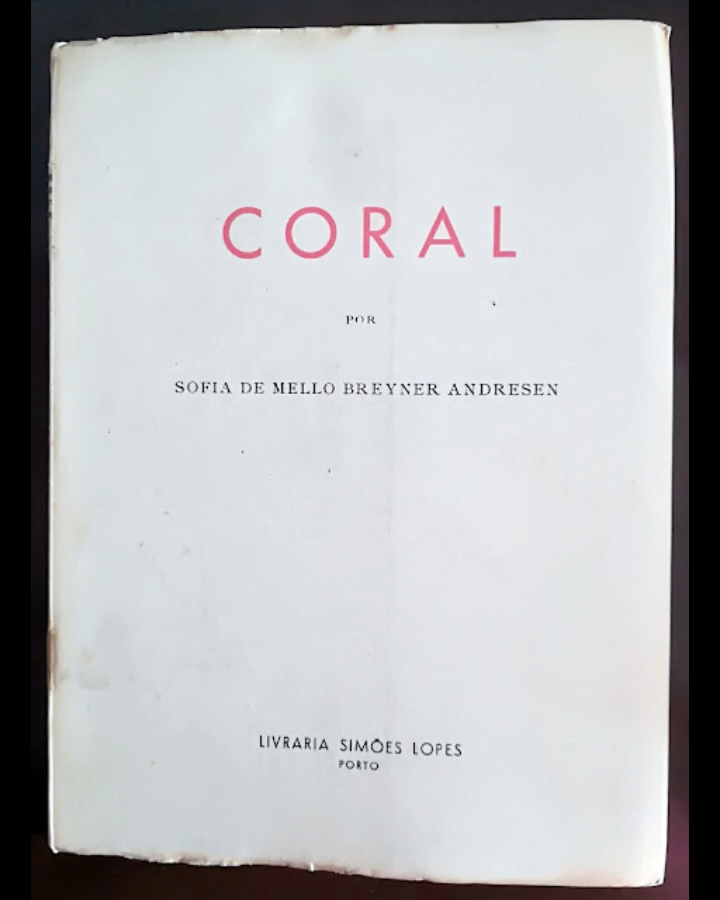 CORAL
POR
SOFIA DE MELLO BREYNER ANDRESEN
LIVRARIA SIMÕES LOPES
PORTO